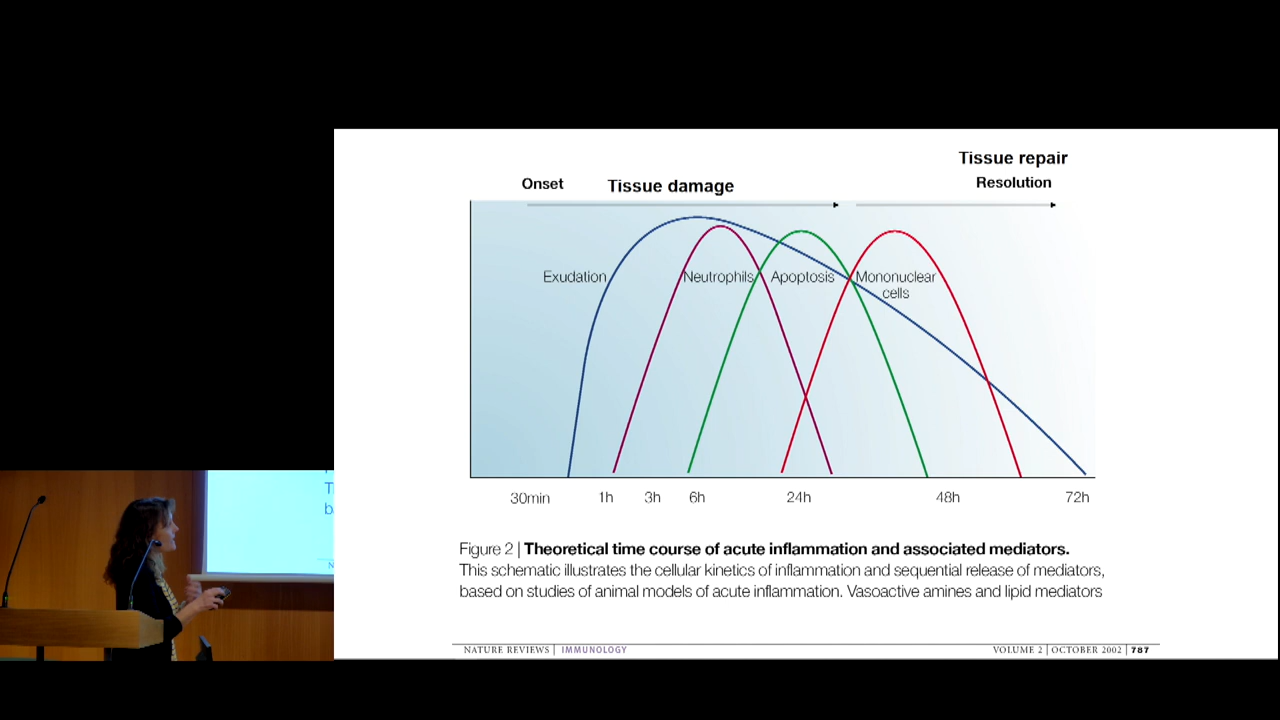 Tissue repair
Onset Tissue damage Resolution
Exudation Neutrophils Apoptosis Mononuclear
cells
30min 1h 3h 6h 24h 48h 72h
Figure 2 | Theoretical time course of acute inflammation and associated mediators.
This schematic illustrates the cellular kinetics of inflammation and sequential release of mediators,
based on studies of animal models of acute inflammation. Vasoactive amines and lipid mediators
NATURE REVIEWS | IMMUNOLOGY VOLUME 2 | OCTOBER 2002 | 787